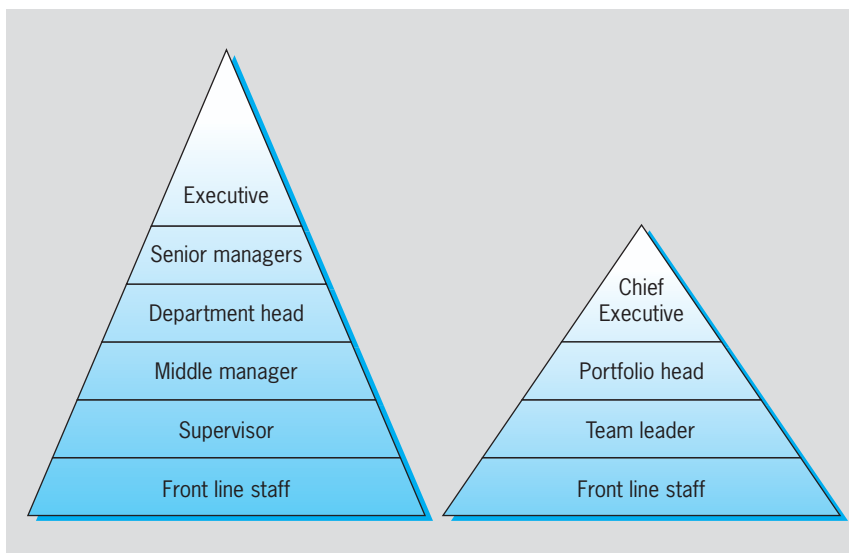 Executive
Senior managers
Department head
Middle manager
Supervisor
Front line staff
Chief
Executive
Portfolio head
Team leader
Front line staff